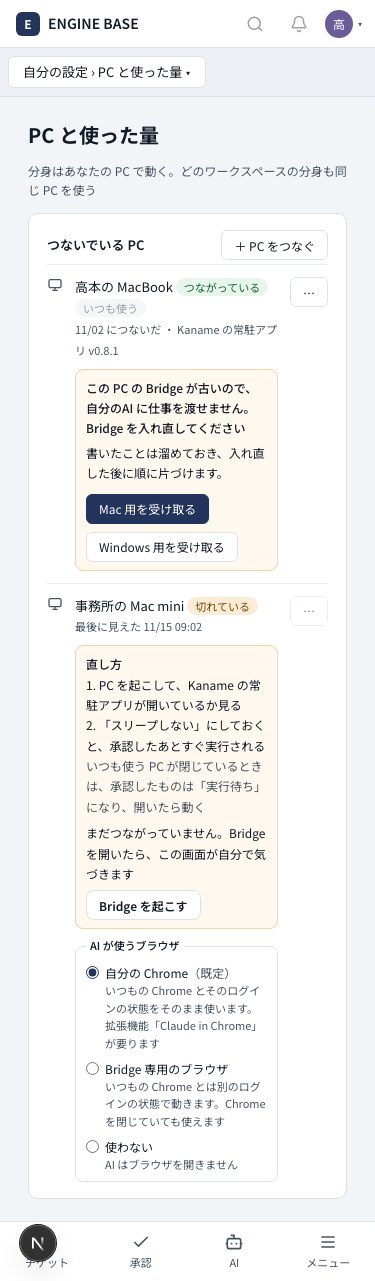 E ENGINE BASE 高
自分の設定 › PC と使った量 ▾
PC と使った量
分身はあなたの PC で動く。どのワークスペースの分身も同
じ PC を使う
つないでいる PC
＋ PC をつなぐ
高本の MacBook つながっている
いつも使う
…
11/02 につないだ ・ Kaname の常駐アプ
リ v0.8.1
この PC の Bridge が古いので、
自分のAI に仕事を渡せません。
Bridge を入れ直してください
書いたことは溜めておき、入れ直
した後に順に片づけます。
Mac 用を受け取る
Windows 用を受け取る
事務所の Mac mini 切れている
…
最後に見えた 11/15 09:02
直し方
1. PC を起こして、Kaname の常
駐アプリが開いているか見る
2. 「スリープしない」にしておく
と、承認したあとすぐ実行される
いつも使う PC が閉じているとき
は、承認したものは「実行待ち」
になり、開いたら動く
まだつながっていません。Bridge
を開いたら、この画面が自分で気
づきます
Bridge を起こす
AI が使うブラウザ
自分の Chrome（既定）
いつもの Chrome とそのログイ
ンの状態をそのまま使います。
拡張機能「Claude in Chrome」
が要ります
Bridge 専用のブラウザ
いつもの Chrome とは別のログ
インの状態で動きます。Chrome
を閉じていても使えます
使わない
AI はブラウザを開きません
N
チケット 承認 AI メニュー